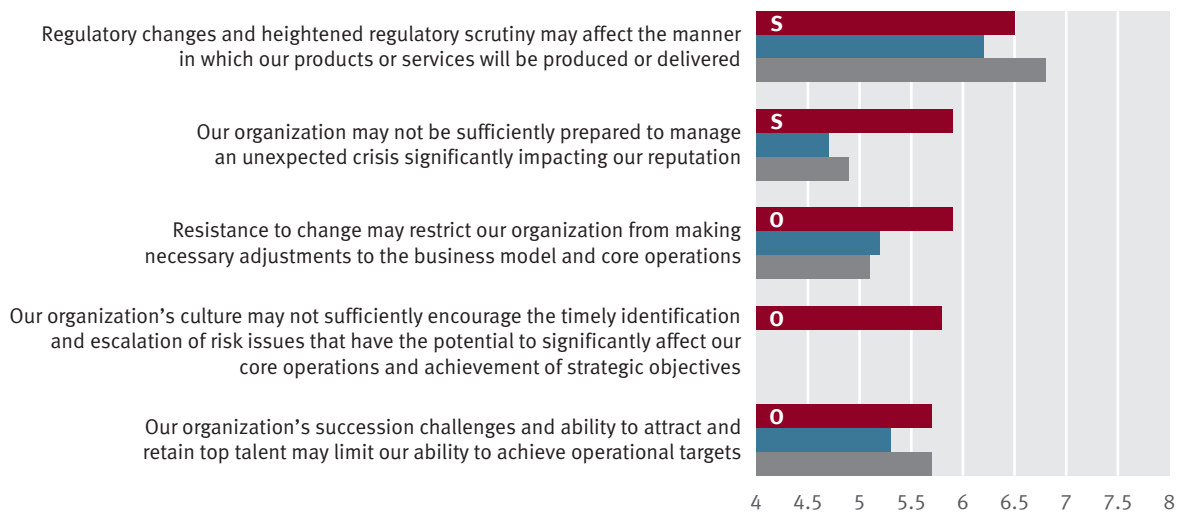 Regulatory changes and heightened regulatory scrutiny may affect the manner
in which our products or services will be produced or delivered
S
Our organization may not be sufficiently prepared to manage
an unexpected crisis significantly impacting our reputation
S
Resistance to change may restrict our organization from making
necessary adjustments to the business model and core operations
O
Our organization’s culture may not sufficiently encourage the timely identification
and escalation of risk issues that have the potential to significantly affect our
core operations and achievement of strategic objectives
O
Our organization’s succession challenges and ability to attract and
retain top talent may limit our ability to achieve operational targets
O
4 4.5 5 5.5 6 6.5 7 7.5 8